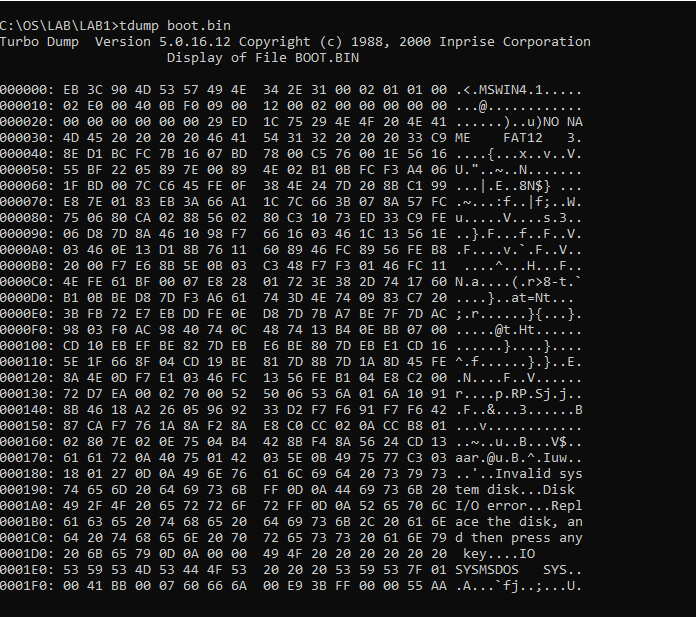 C:\OS\LAB\LAB1>tdump boot.bin
Turbo Dump  Version 5.0.16.12 Copyright (c) 1988, 2000 Inprise Corporation
                    Display of File BOOT.BIN

000000: EB 3C 90 4D 53 57 49 4E  34 2E 31 00 02 01 01 00 .<.MSWIN4.1.....
000010: 02 E0 00 40 0B F0 09 00  12 00 02 00 00 00 00 00 ...@............
000020: 00 00 00 00 00 00 29 ED  1C 75 29 4E 4F 20 4E 41 ......)..u)NO NA
000030: 4D 45 20 20 20 20 46 41  54 31 32 20 20 20 33 C9 ME    FAT12   3.
000040: 8E D1 BC FC 7B 16 07 BD  78 00 C5 76 00 1E 56 16 ....{...x..v..V.
000050: 55 BF 22 05 89 7E 00 89  4E 02 B1 0B FC F3 A4 06 U."..~..N.......
000060: 1F BD 00 7C C6 45 FE 0F  38 4E 24 7D 20 8B C1 99 ...|.E..8N$} ...
000070: E8 7E 01 83 EB 3A 66 A1  1C 7C 66 3B 07 8A 57 FC .~...:f..|f;..W.
000080: 75 06 80 CA 02 88 56 02  80 C3 10 73 ED 33 C9 FE u.....V....s.3..
000090: 06 D8 7D 8A 46 10 98 F7  66 16 03 46 1C 13 56 1E ..}.F...f..F..V.
0000A0: 03 46 0E 13 D1 8B 76 11  60 89 46 FC 89 56 FE B8 .F....v.`.F..V..
0000B0: 20 00 F7 E6 8B 5E 0B 03  C3 48 F7 F3 01 46 FC 11  ....^...H...F..
0000C0: 4E FE 61 BF 00 07 E8 28  01 72 3E 38 2D 74 17 60 N.a....(.r>8-t.`
0000D0: B1 0B BE D8 7D F3 A6 61  74 3D 4E 74 09 83 C7 20 ....}..at=Nt...
0000E0: 3B FB 72 E7 EB DD FE 0E  D8 7D 7B A7 BE 7F 7D AC ;.r......}{...}.
0000F0: 98 03 F0 AC 98 40 74 0C  48 74 13 B4 0E BB 07 00 .....@t.Ht......
000100: CD 10 EB EF BE 82 7D EB  E6 BE 80 7D EB E1 CD 16 ......}....}....
000110: 5E 1F 66 8F 04 CD 19 BE  81 7D 8B 7D 1A 8D 45 FE ^.f......}.}..E.
000120: 8A 4E 0D F7 E1 03 46 FC  13 56 FE B1 04 E8 C2 00 .N....F..V......
000130: 72 D7 EA 00 02 70 00 52  50 06 53 6A 01 6A 10 91 r....p.RP.Sj.j..
000140: 8B 46 18 A2 26 05 96 92  33 D2 F7 F6 91 F7 F6 42 .F..&...3......B
000150: 87 CA F7 76 1A 8A F2 8A  E8 C0 CC 02 0A CC B8 01 ...v............
000160: 02 80 7E 02 0E 75 04 B4  42 8B F4 8A 56 24 CD 13 ..~..u..B...V$..
000170: 61 61 72 0A 40 75 01 42  03 5E 0B 49 75 77 C3 03 aar.@u.B.^.Iuw..
000180: 18 01 27 0D 0A 49 6E 76  61 6C 69 64 20 73 79 73 ..'..Invalid sys
000190: 74 65 6D 20 64 69 73 6B  FF 0D 0A 44 69 73 6B 20 tem disk...Disk
0001A0: 49 2F 4F 20 65 72 72 6F  72 FF 0D 0A 52 65 70 6C I/O error...Repl
0001B0: 61 63 65 20 74 68 65 20  64 69 73 6B 2C 20 61 6E ace the disk, an
0001C0: 64 20 74 68 65 6E 20 70  72 65 73 73 20 61 6E 79 d then press any
0001D0: 20 6B 65 79 0D 0A 00 00  49 4F 20 20 20 20 20 20  key....IO
0001E0: 53 59 53 4D 53 44 4F 53  20 20 20 53 59 53 7F 01 SYSMSDOS   SYS..
0001F0: 00 41 BB 00 07 60 66 6A  00 E9 3B FF 00 00 55 AA .A...`fj..;...U.